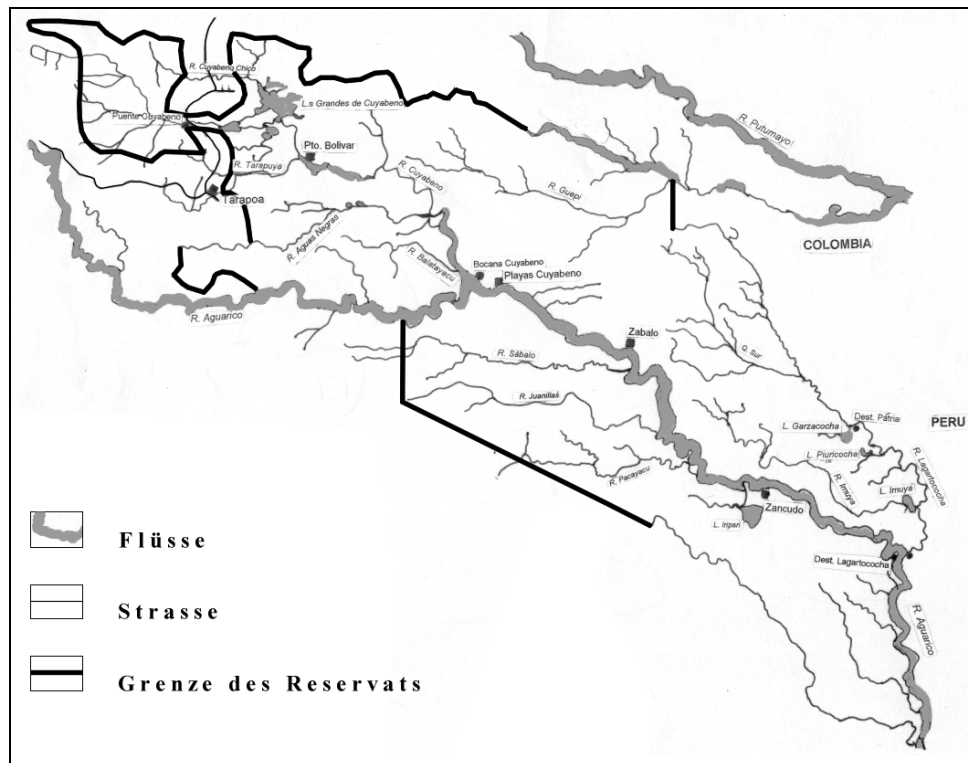 R. Cuyabeno Chico
L.s Grandes de Cuyabeno
R. Putumayo
Puente Cuyabeno
Pto. Bolivar
R. Tarapuya
R. Cuyabeno
R. Guepi
Tarapoa
R. Aguas Negras
COLOMBIA
R. Balatayacu
Bocana Cuyabeno
Playas Cuyabeno
R. Aguarico
Zabalo
R. Sábalo
Q. Sur
R. Juanillas
Dest. Patria
PERU
L. Garzacocha
L. Piuricocha
R. Lagartococha
R. Pacayacu
R. Imuya
L. Imuya
Zancudo
L. Iripari
Dest. Lagartococha
R. Aguarico
Flüsse
Strasse
Grenze des Reservats